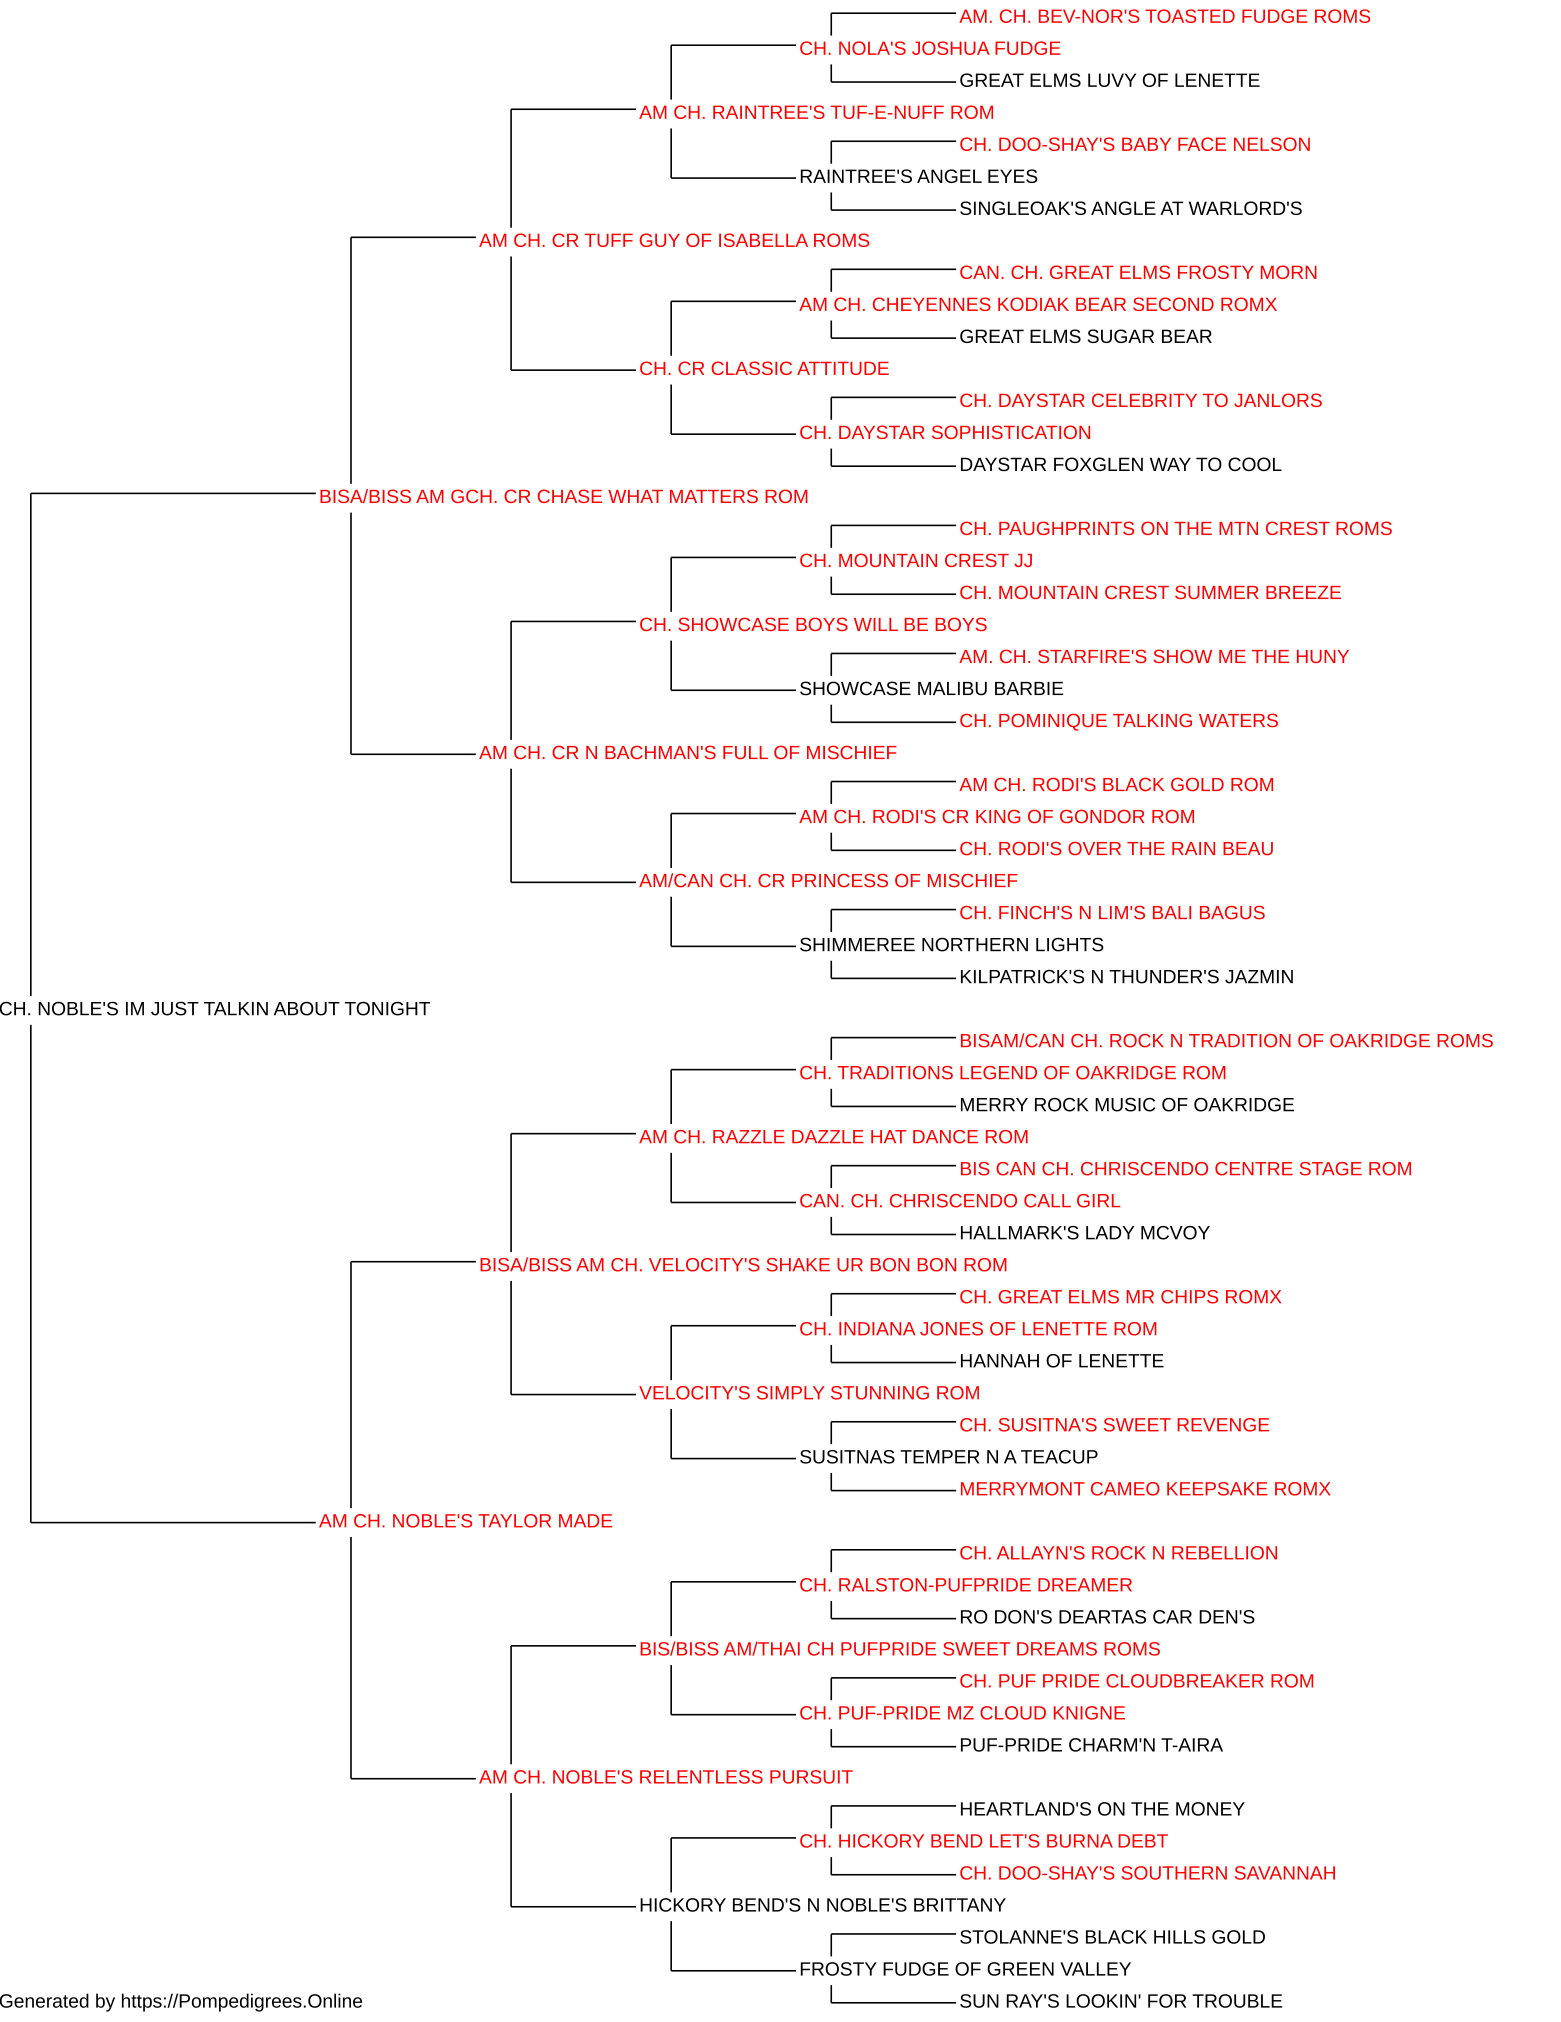 AM. CH. BEV-NOR'S TOASTED FUDGE ROMS
CH. NOLA'S JOSHUA FUDGE
GREAT ELMS LUVY OF LENETTE
AM CH. RAINTREE'S TUF-E-NUFF ROM
CH. DOO-SHAY'S BABY FACE NELSON
RAINTREE'S ANGEL EYES
SINGLEOAK'S ANGLE AT WARLORD'S
AM CH. CR TUFF GUY OF ISABELLA ROMS
CAN. CH. GREAT ELMS FROSTY MORN
AM CH. CHEYENNES KODIAK BEAR SECOND ROMX
GREAT ELMS SUGAR BEAR
CH. CR CLASSIC ATTITUDE
CH. DAYSTAR CELEBRITY TO JANLORS
CH. DAYSTAR SOPHISTICATION
DAYSTAR FOXGLEN WAY TO COOL
BISA/BISS AM GCH. CR CHASE WHAT MATTERS ROM
CH. PAUGHPRINTS ON THE MTN CREST ROMS
CH. MOUNTAIN CREST JJ
CH. MOUNTAIN CREST SUMMER BREEZE
CH. SHOWCASE BOYS WILL BE BOYS
AM. CH. STARFIRE'S SHOW ME THE HUNY
SHOWCASE MALIBU BARBIE
CH. POMINIQUE TALKING WATERS
AM CH. CR N BACHMAN'S FULL OF MISCHIEF
AM CH. RODI'S BLACK GOLD ROM
AM CH. RODI'S CR KING OF GONDOR ROM
CH. RODI'S OVER THE RAIN BEAU
AM/CAN CH. CR PRINCESS OF MISCHIEF
CH. FINCH'S N LIM'S BALI BAGUS
SHIMMEREE NORTHERN LIGHTS
KILPATRICK'S N THUNDER'S JAZMIN
CH. NOBLE'S IM JUST TALKIN ABOUT TONIGHT
BISAM/CAN CH. ROCK N TRADITION OF OAKRIDGE ROMS
CH. TRADITIONS LEGEND OF OAKRIDGE ROM
MERRY ROCK MUSIC OF OAKRIDGE
AM CH. RAZZLE DAZZLE HAT DANCE ROM
BIS CAN CH. CHRISCENDO CENTRE STAGE ROM
CAN. CH. CHRISCENDO CALL GIRL
HALLMARK'S LADY MCVOY
BISA/BISS AM CH. VELOCITY'S SHAKE UR BON BON ROM
CH. GREAT ELMS MR CHIPS ROMX
CH. INDIANA JONES OF LENETTE ROM
HANNAH OF LENETTE
VELOCITY'S SIMPLY STUNNING ROM
CH. SUSITNA'S SWEET REVENGE
SUSITNAS TEMPER N A TEACUP
MERRYMONT CAMEO KEEPSAKE ROMX
AM CH. NOBLE'S TAYLOR MADE
CH. ALLAYN'S ROCK N REBELLION
CH. RALSTON-PUFPRIDE DREAMER
RO DON'S DEARTAS CAR DEN'S
BIS/BISS AM/THAI CH PUFPRIDE SWEET DREAMS ROMS
CH. PUF PRIDE CLOUDBREAKER ROM
CH. PUF-PRIDE MZ CLOUD KNIGNE
PUF-PRIDE CHARM'N T-AIRA
AM CH. NOBLE'S RELENTLESS PURSUIT
HEARTLAND'S ON THE MONEY
CH. HICKORY BEND LET'S BURNA DEBT
CH. DOO-SHAY'S SOUTHERN SAVANNAH
HICKORY BEND'S N NOBLE'S BRITTANY
STOLANNE'S BLACK HILLS GOLD
FROSTY FUDGE OF GREEN VALLEY
SUN RAY'S LOOKIN' FOR TROUBLE
Generated by https://Pompedigrees.Online